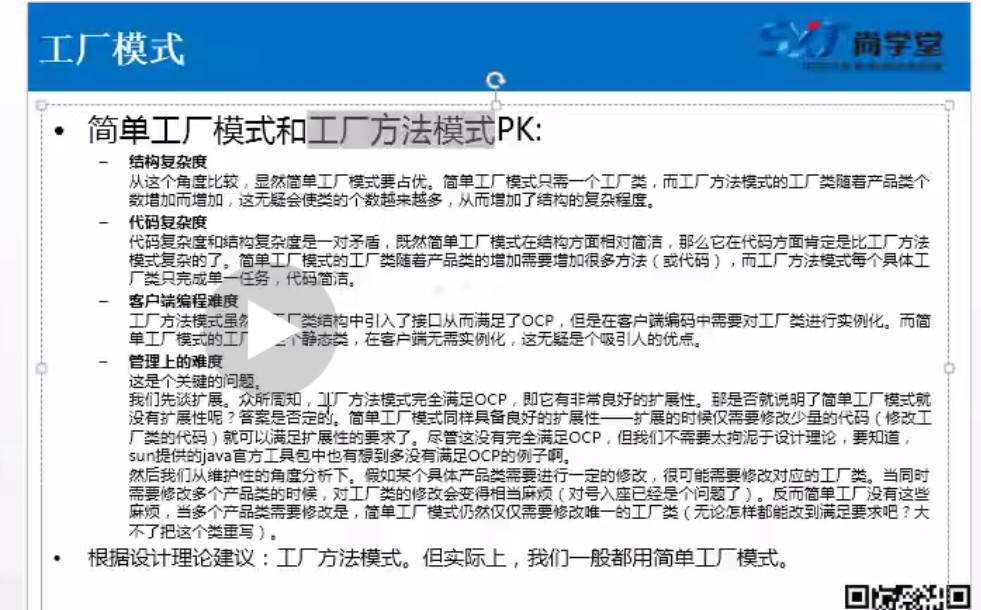 工厂模式
SXT 尚学堂
• 简单工厂模式和工厂方法模式PK:
– 结构复杂度
从这个角度比较，显然简单工厂模式要占优。简单工厂模式只需一个工厂类，而工厂方法模式的工厂类随着产品类个
数增加而增加，这无疑会使类的个数越来越多，从而增加了结构的复杂程度。
– 代码复杂度
代码复杂度和结构复杂度是一对矛盾，既然简单工厂模式在结构方面相对简洁，那么它在代码方面肯定是比工厂方法
模式复杂的了。简单工厂模式的工厂类随着产品类的增加需要增加很多方法（或代码），而工厂方法模式每个具体工
厂类只完成单一任务，代码简洁。
– 客户端编程难度
工厂方法模式虽然 工厂类结构中引入了接口从而满足了OCP，但是在客户端编码中需要对工厂类进行实例化。而简
单工厂模式的工厂 个静态类，在客户端无需实例化，这无疑是个吸引人的优点。
– 管理上的难度
这是个关键的问题。
我们先谈扩展。众所周知，工厂方法模式完全满足OCP，即它有非常良好的扩展性。那是否就说明了简单工厂模式就
没有扩展性呢？答案是否定的。简单工厂模式同样具备良好的扩展性——扩展的时候仅需要修改少量的代码（修改工
厂类的代码）就可以满足扩展性的要求了。尽管这没有完全满足OCP，但我们不需要太拘泥于设计理论，要知道，
sun提供的java官方工具包中也有想到多没有满足OCP的例子啊。
然后我们从维护性的角度分析下。假如某个具体产品类需要进行一定的修改，很可能需要修改对应的工厂类。当同时
需要修改多个产品类的时候，对工厂类的修改会变得相当麻烦（对号入座已经是个问题了）。反而简单工厂没有这些
麻烦，当多个产品类需要修改是，简单工厂模式仍然仅仅需要修改唯一的工厂类（无论怎样都能改到满足要求吧？大
不了把这个类重写）。
• 根据设计理论建议：工厂方法模式。但实际上，我们一般都用简单工厂模式。